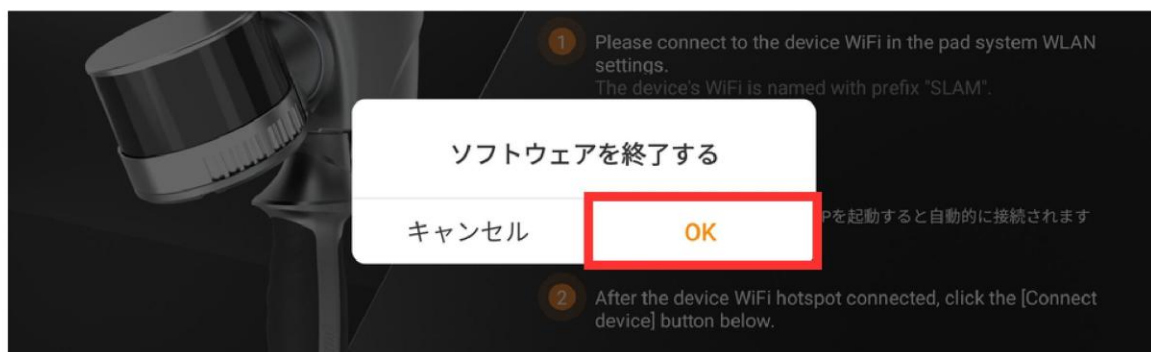 1 Please connect to the device WiFi in the pad system WLAN
settings.
The device's WiFi is named with prefix "SLAM".
ソフトウェアを終了する
Pを起動すると自動的に接続されます
キャンセル
OK
2 After the device WiFi hotspot connected, click the [Connect
device] button below.